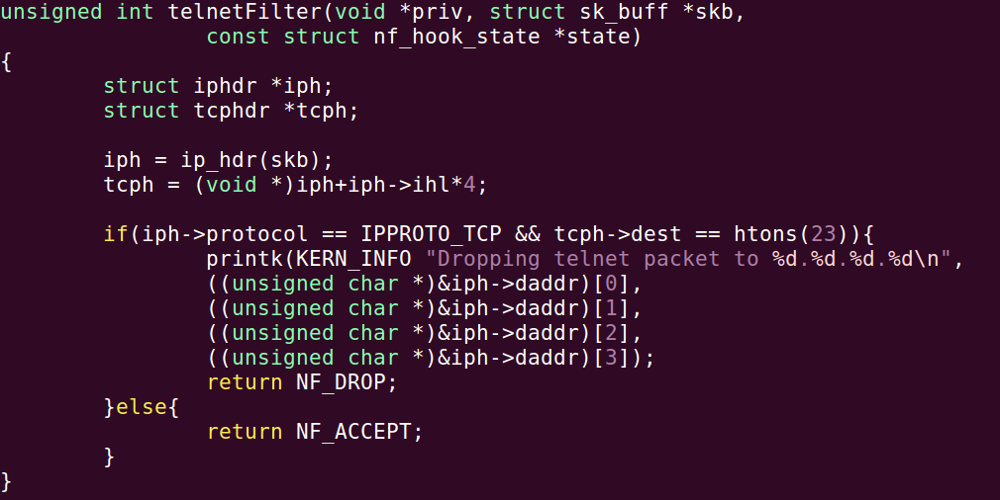 unsigned int telnetFilter(void *priv, struct sk_buff *skb,
                const struct nf_hook_state *state)
{
        struct iphdr *iph;
        struct tcphdr *tcph;

        iph = ip_hdr(skb);
        tcph = (void *)iph+iph->ihl*4;

        if(iph->protocol == IPPROTO_TCP && tcph->dest == htons(23)){
                printk(KERN_INFO "Dropping telnet packet to %d.%d.%d.%d\n",
                ((unsigned char *)&iph->daddr)[0],
                ((unsigned char *)&iph->daddr)[1],
                ((unsigned char *)&iph->daddr)[2],
                ((unsigned char *)&iph->daddr)[3]);
                return NF_DROP;
        }else{
                return NF_ACCEPT;
        }
}